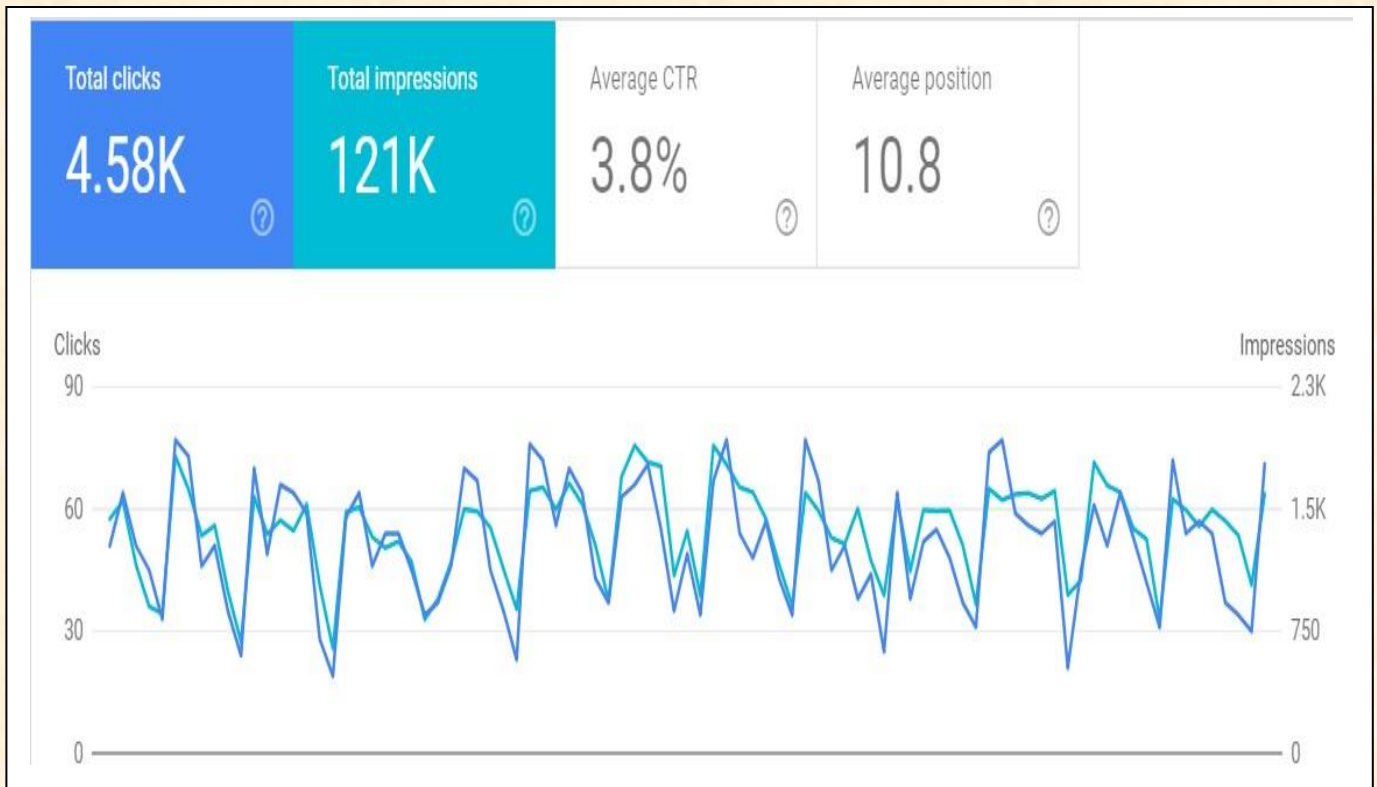 Total clicks
Total impressions
Average CTR
Average position
4.58K
121K
3.8%
10.8
?
?
?
?
Clicks
Impressions
90
2.3K
60
1.5K
30
750
0
0